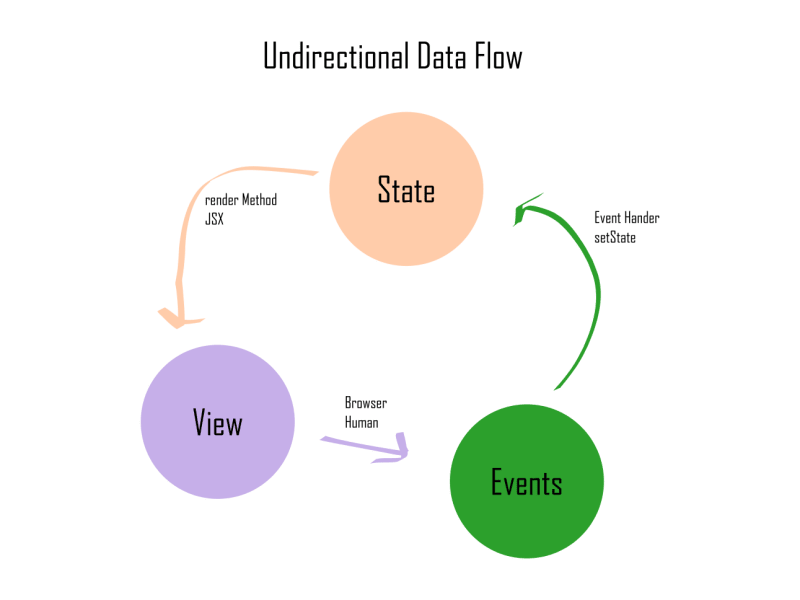 Undirectional Data Flow
State
render Method
JSX
Event Hander
setState
View
Browser
Human
Events